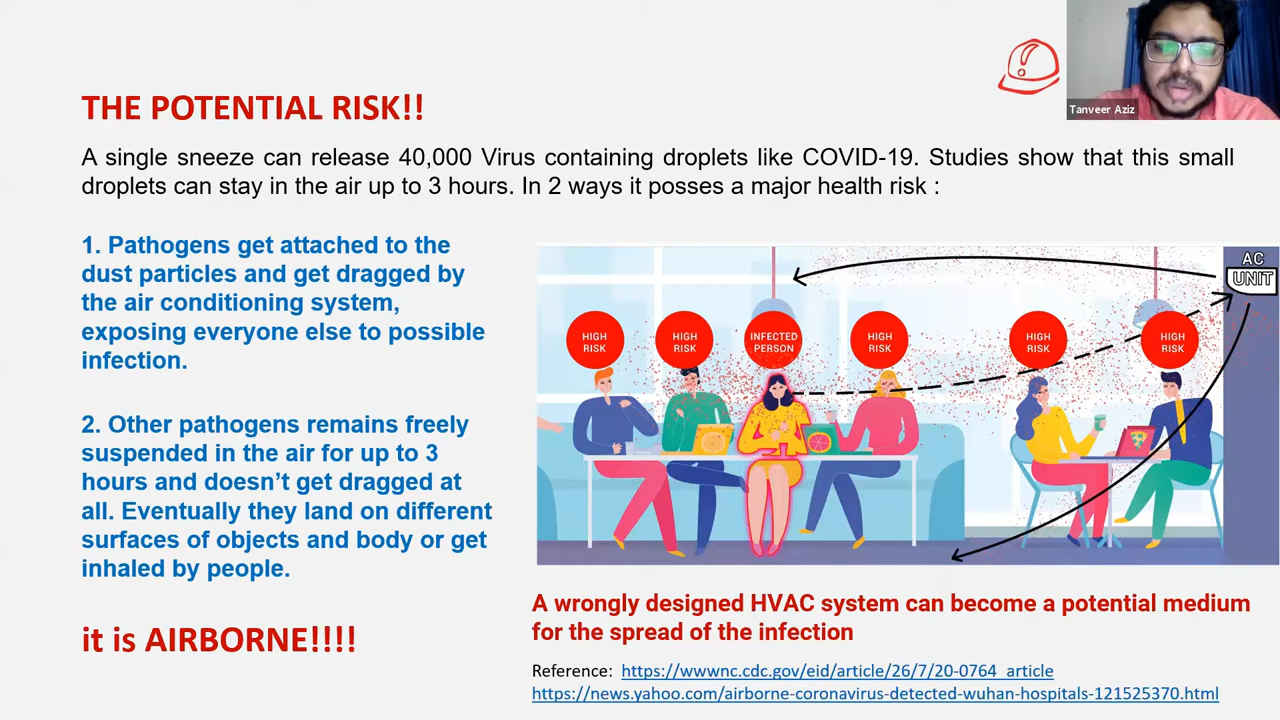 Tanveer Aziz
THE POTENTIAL RISK!!
A single sneeze can release 40,000 Virus containing droplets like COVID-19. Studies show that this small
droplets can stay in the air up to 3 hours. In 2 ways it posses a major health risk :
1. Pathogens get attached to the
dust particles and get dragged by
the air conditioning system,
exposing everyone else to possible
infection.
2. Other pathogens remains freely
suspended in the air for up to 3
hours and doesn’t get dragged at
all. Eventually they land on different
surfaces of objects and body or get
inhaled by people.
it is AIRBORNE!!!!
AC
UNIT
HIGH
RISK
HIGH
RISK
INFECTED
PERSON
HIGH
RISK
HIGH
RISK
HIGH
RISK
A wrongly designed HVAC system can become a potential medium
for the spread of the infection
Reference: https://wwwnc.cdc.gov/eid/article/26/7/20-0764_article
https://news.yahoo.com/airborne-coronavirus-detected-wuhan-hospitals-121525370.html